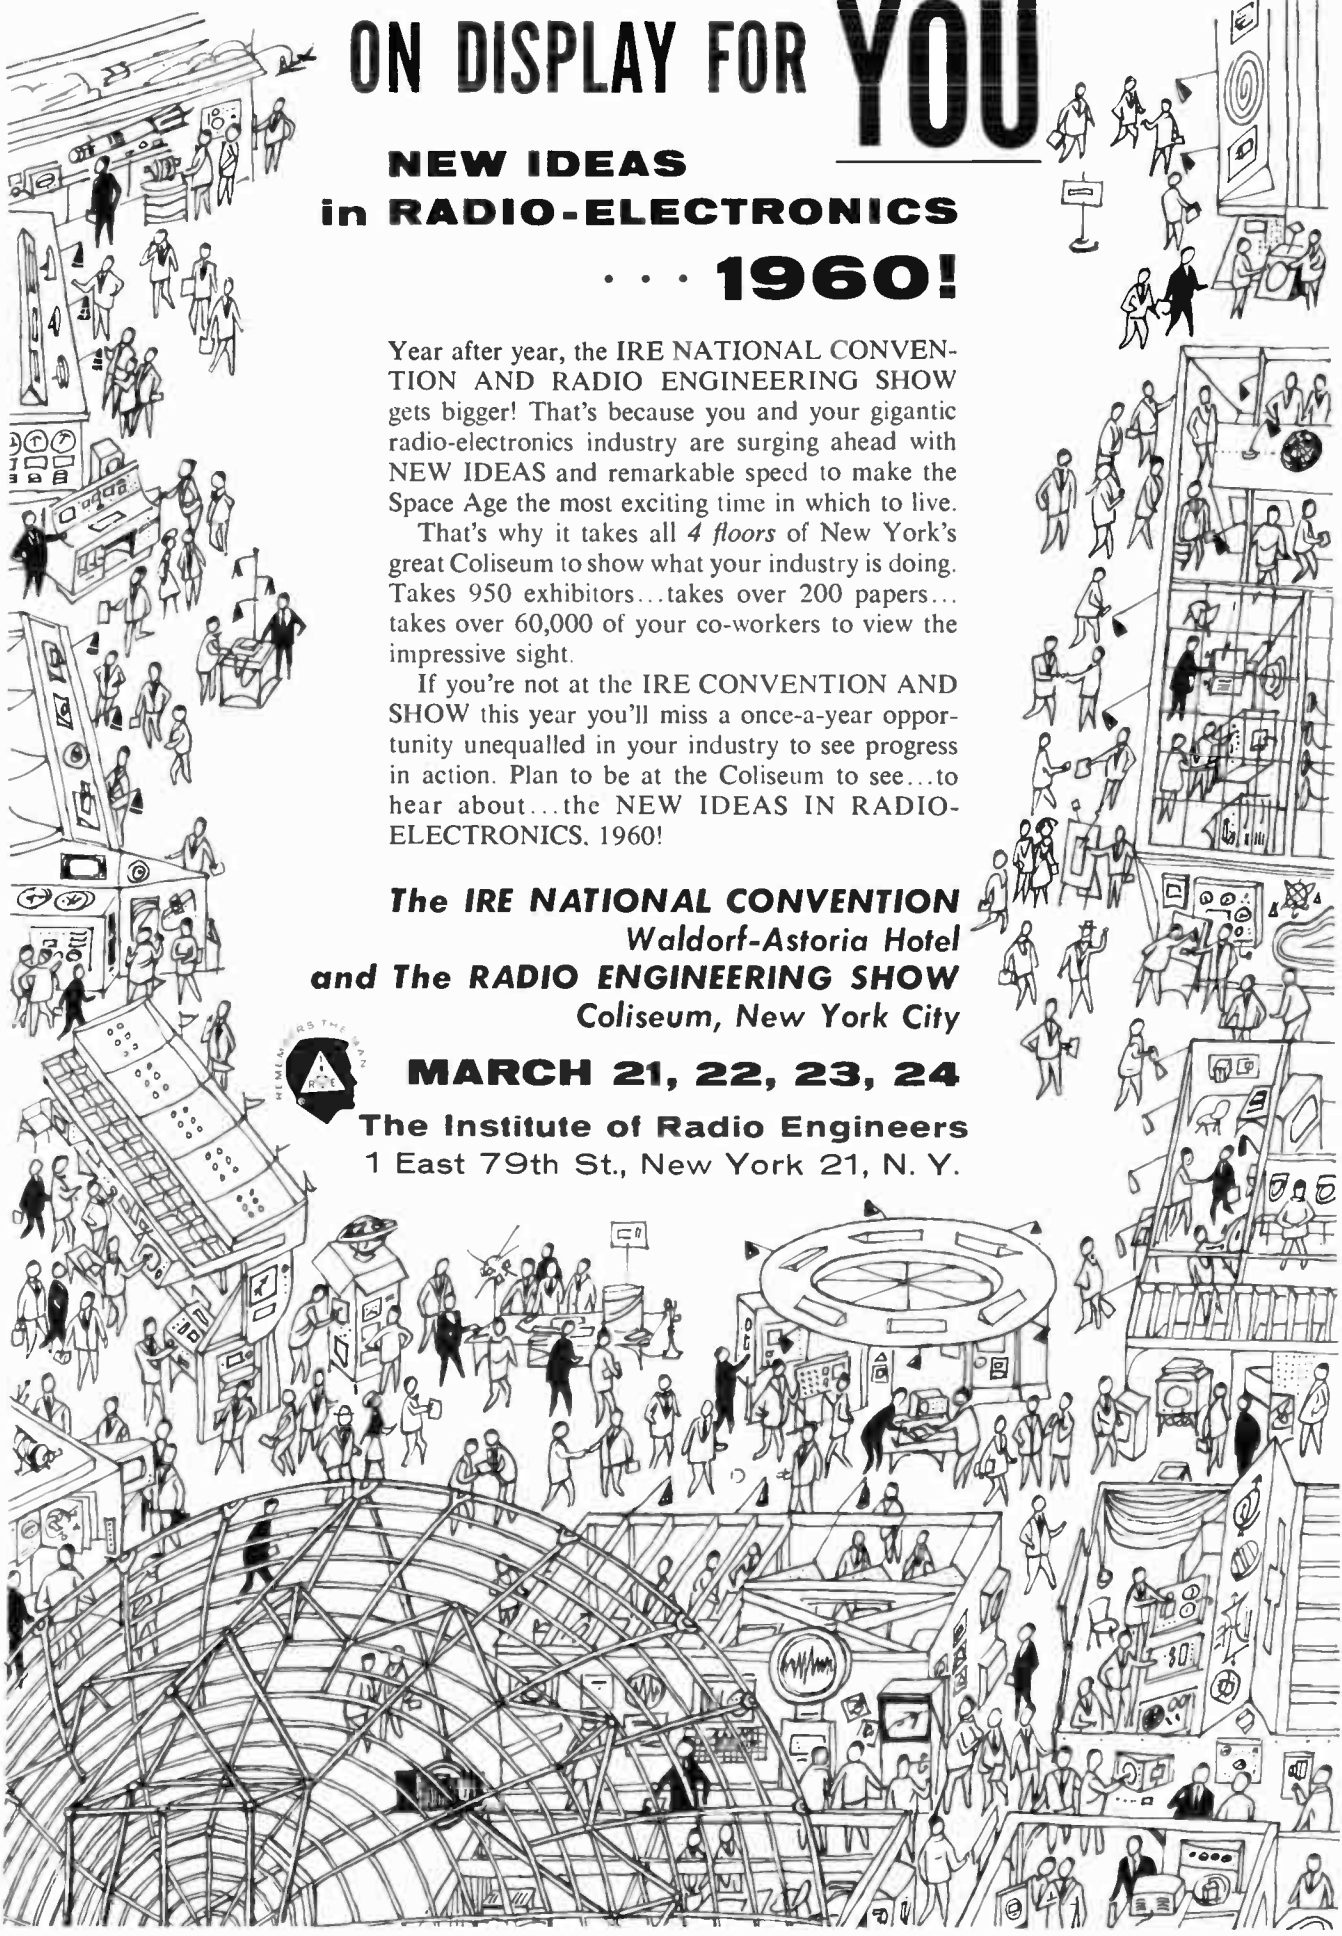 ON DISPLAY FOR YOU
NEW IDEAS
in RADIO-ELECTRONICS
... 1960!
Year after year, the IRE NATIONAL CONVEN-
TION AND RADIO ENGINEERING SHOW
gets bigger! That's because you and your gigantic
radio-electronics industry are surging ahead with
NEW IDEAS and remarkable speed to make the
Space Age the most exciting time in which to live.
That's why it takes all 4 floors of New York's
great Coliseum to show what your industry is doing.
Takes 950 exhibitors...takes over 200 papers...
takes over 60,000 of your co-workers to view the
impressive sight.
If you're not at the IRE CONVENTION AND
SHOW this year you'll miss a once-a-year oppor-
tunity unequalled in your industry to see progress
in action. Plan to be at the Coliseum to see...to
hear about...the NEW IDEAS IN RADIO-
ELECTRONICS. 1960!
The IRE NATIONAL CONVENTION
Waldorf-Astoria Hotel
and The RADIO ENGINEERING SHOW
Coliseum, New York City
REMEMBERS THE MAN
IRE
MARCH 21, 22, 23, 24
The Institute of Radio Engineers
1 East 79th St., New York 21, N. Y.